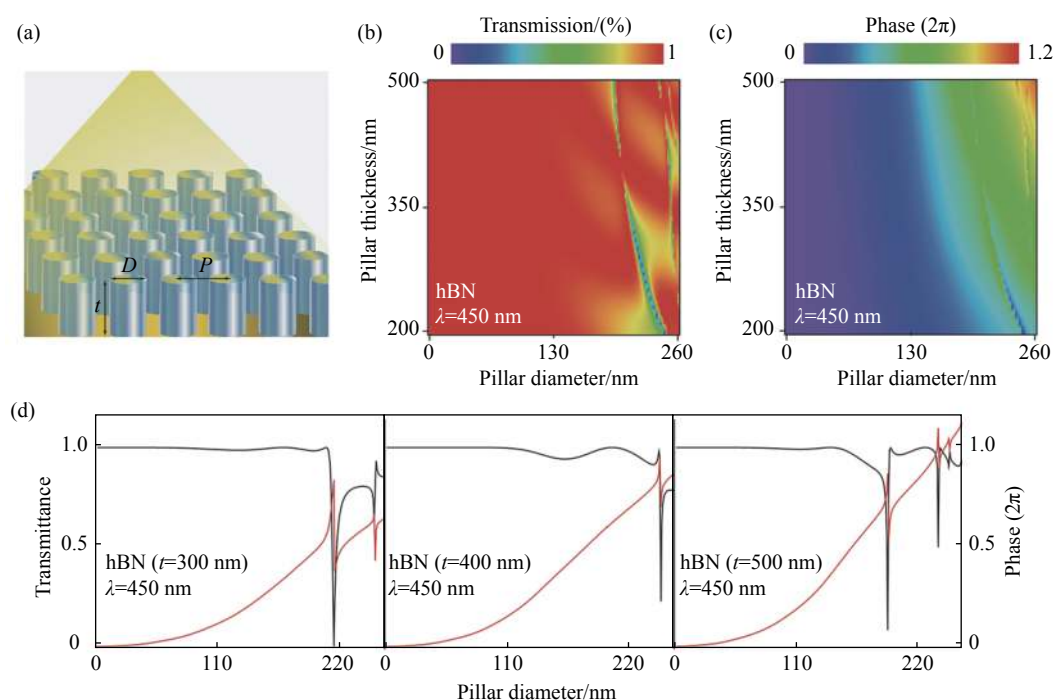 (a)
D
P
t
(b)
Transmission/(%)
0
1
500
350
200
Pillar thickness/nm
hBN
λ=450 nm
0
130
260
Pillar diameter/nm
(c)
Phase (2π)
0
1.2
500
350
200
Pillar thickness/nm
hBN
λ=450 nm
0
130
260
Pillar diameter/nm
(d)
1.0
0.5
0
Transmittance
hBN (t=300 nm)
λ=450 nm
hBN (t=400 nm)
λ=450 nm
hBN (t=500 nm)
λ=450 nm
1.0
0.5
0
Phase (2π)
0
110
220
0
110
220
0
110
220
Pillar diameter/nm